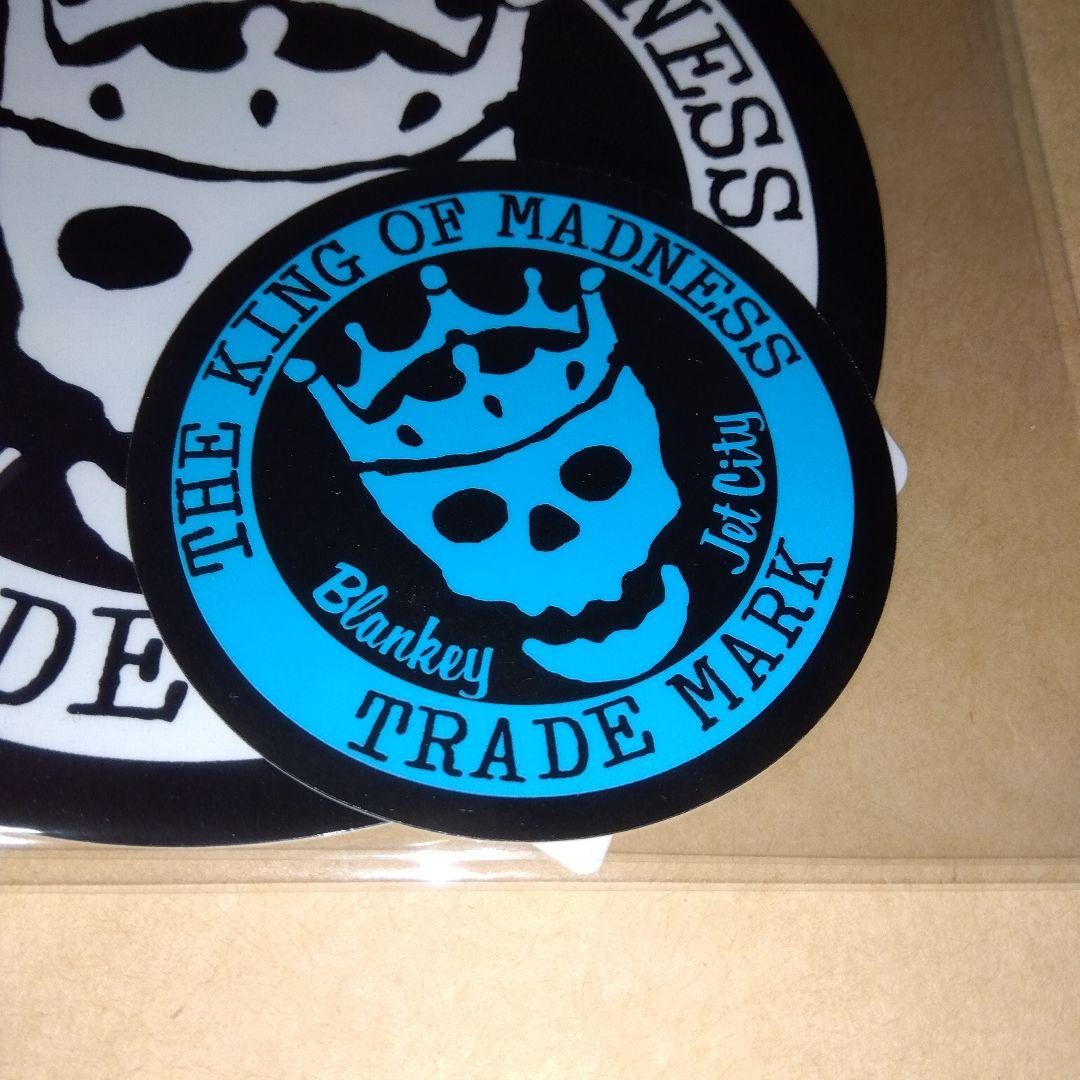 NESS
DE
THE KING OF MADNESS
Blankey
Jet City
TRADE MARK